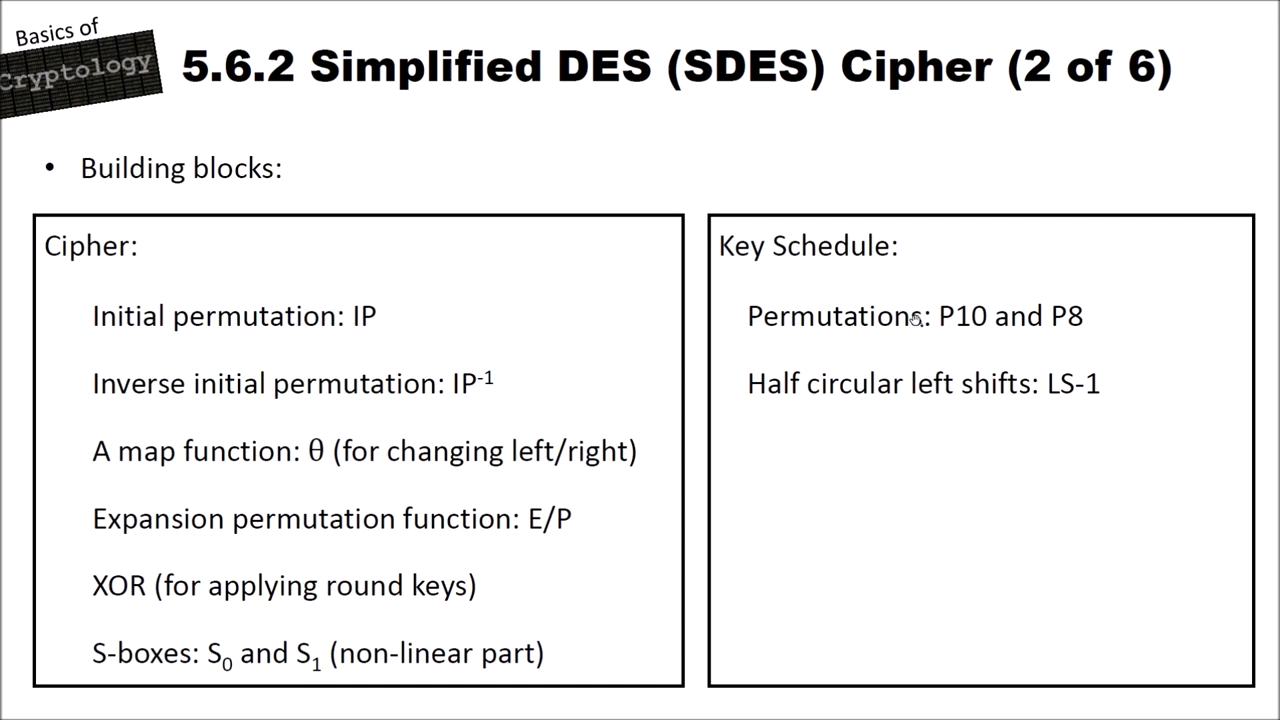 Basics of
Cryptology
5.6.2 Simplified DES (SDES) Cipher (2 of 6)
• Building blocks:
Cipher:
Initial permutation: IP
Inverse initial permutation: IP⁻¹
A map function: θ (for changing left/right)
Expansion permutation function: E/P
XOR (for applying round keys)
S-boxes: S₀ and S₁ (non-linear part)
Key Schedule:
Permutations: P10 and P8
Half circular left shifts: LS-1